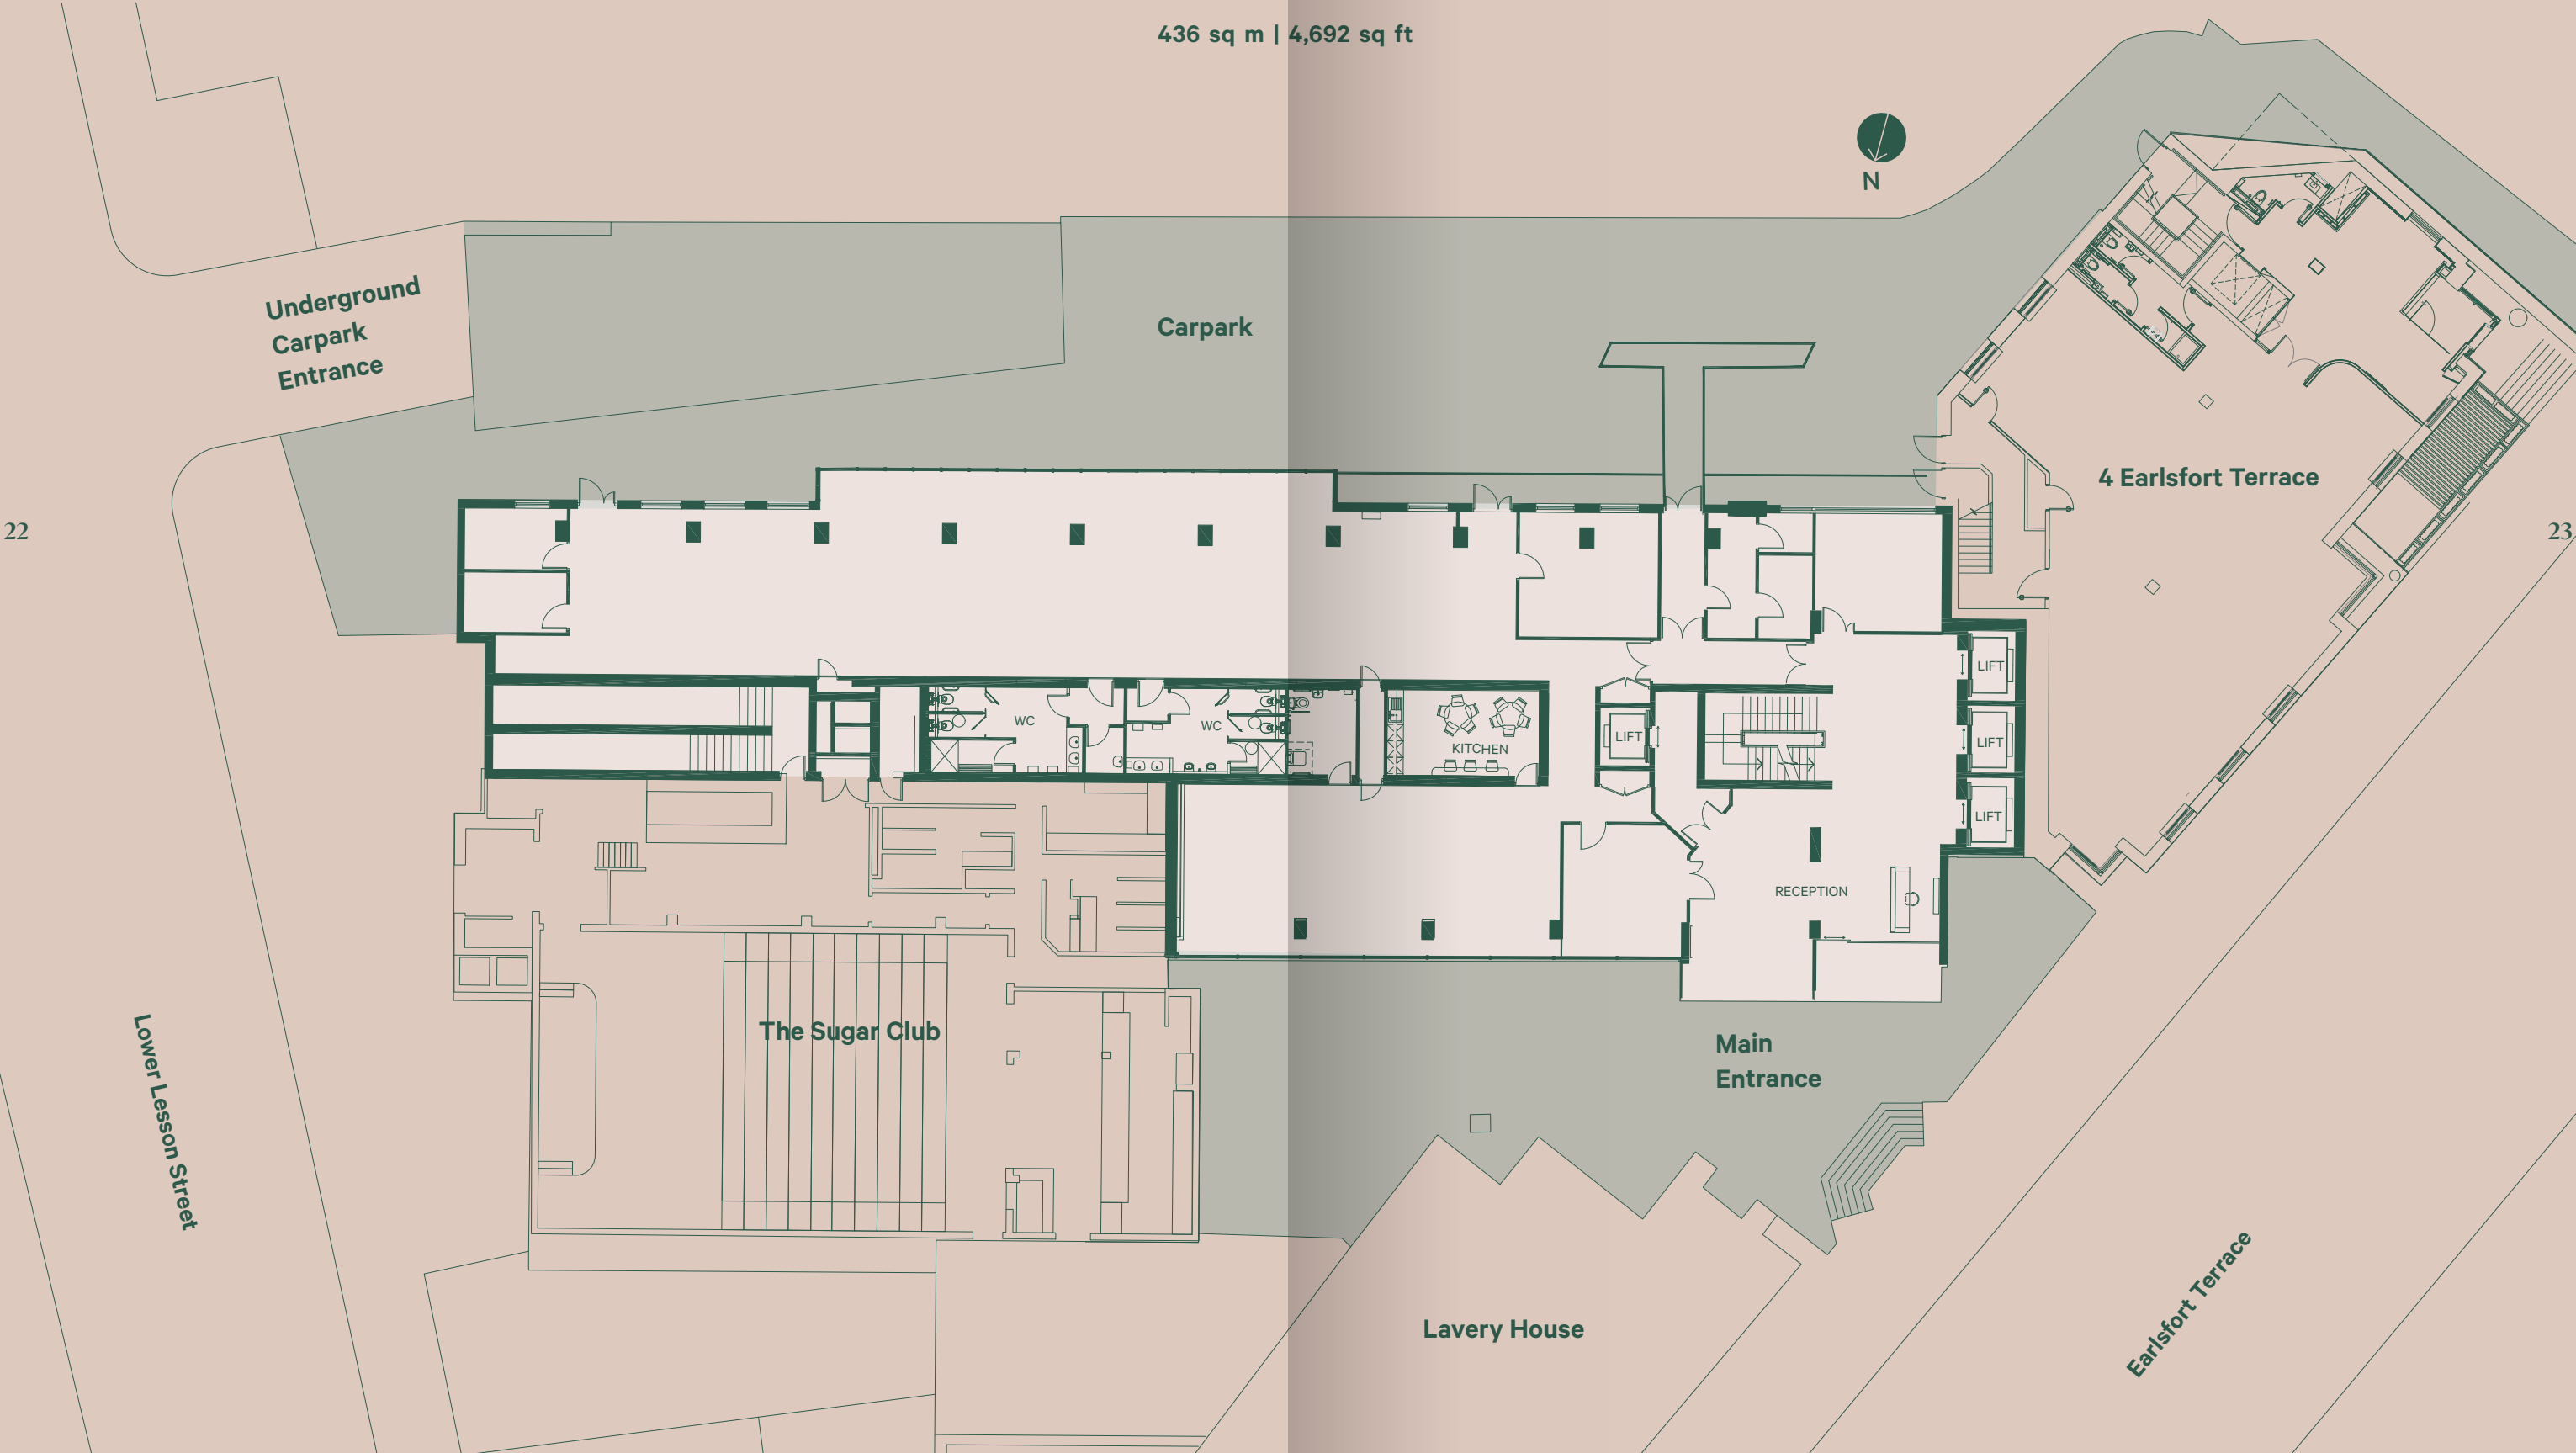 436 sq m | 4,692 sq ft
N
Underground
Carpark
Entrance
Carpark
4 Earlsfort Terrace
22
23
LIFT
WC
WC
KITCHEN
LIFT
LIFT
LIFT
RECEPTION
The Sugar Club
Main
Entrance
Lower Lesson Street
Lavery House
Earlsfort Terrace